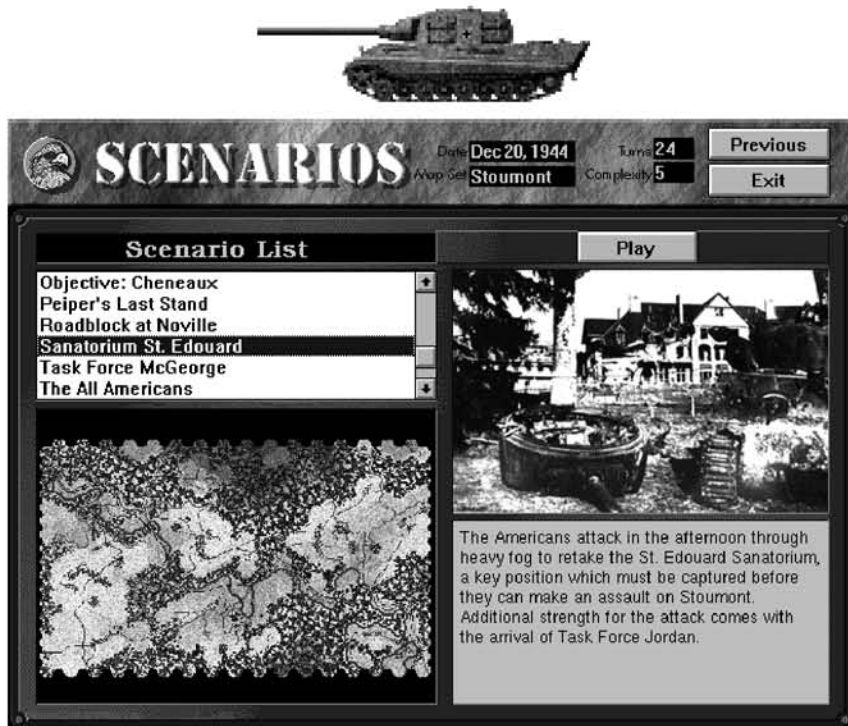 SCENARIOS
Date Dec 20, 1944
Turns 24
Previous
Map Set Stoumont
Complexity 5
Exit
Scenario List
Play
Objective: Cheneaux
Peiper's Last Stand
Roadblock at Noville
Sanatorium St. Edouard
Task Force McGeorge
The All Americans
The Americans attack in the afternoon through
heavy fog to retake the St. Edouard Sanatorium,
a key position which must be captured before
they can make an assault on Stoumont.
Additional strength for the attack comes with
the arrival of Task Force Jordan.